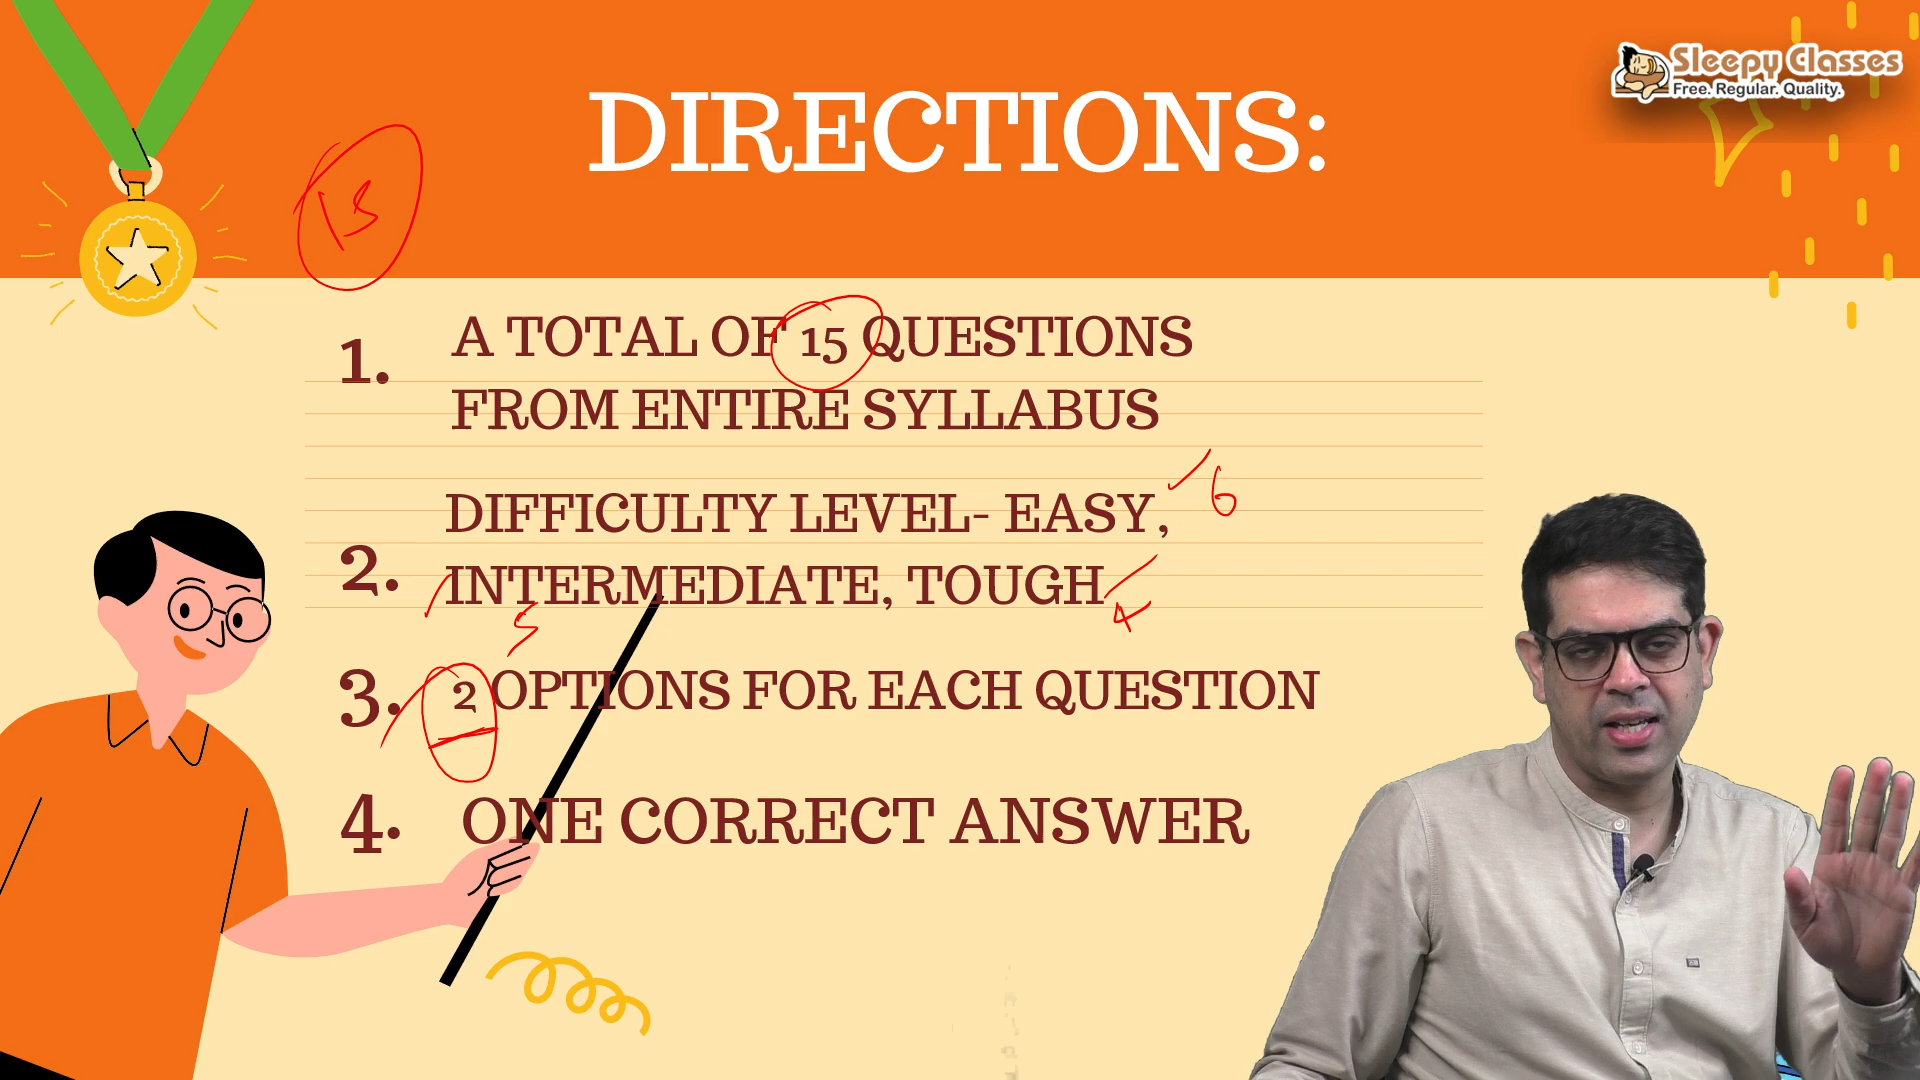 Sleepy Classes
Free. Regular. Quality.
DIRECTIONS:
15
1. A TOTAL OF 15 QUESTIONS
FROM ENTIRE SYLLABUS
2. DIFFICULTY LEVEL- EASY, 6
INTERMEDIATE, TOUGH
5 4
3. 2 OPTIONS FOR EACH QUESTION
4. ONE CORRECT ANSWER